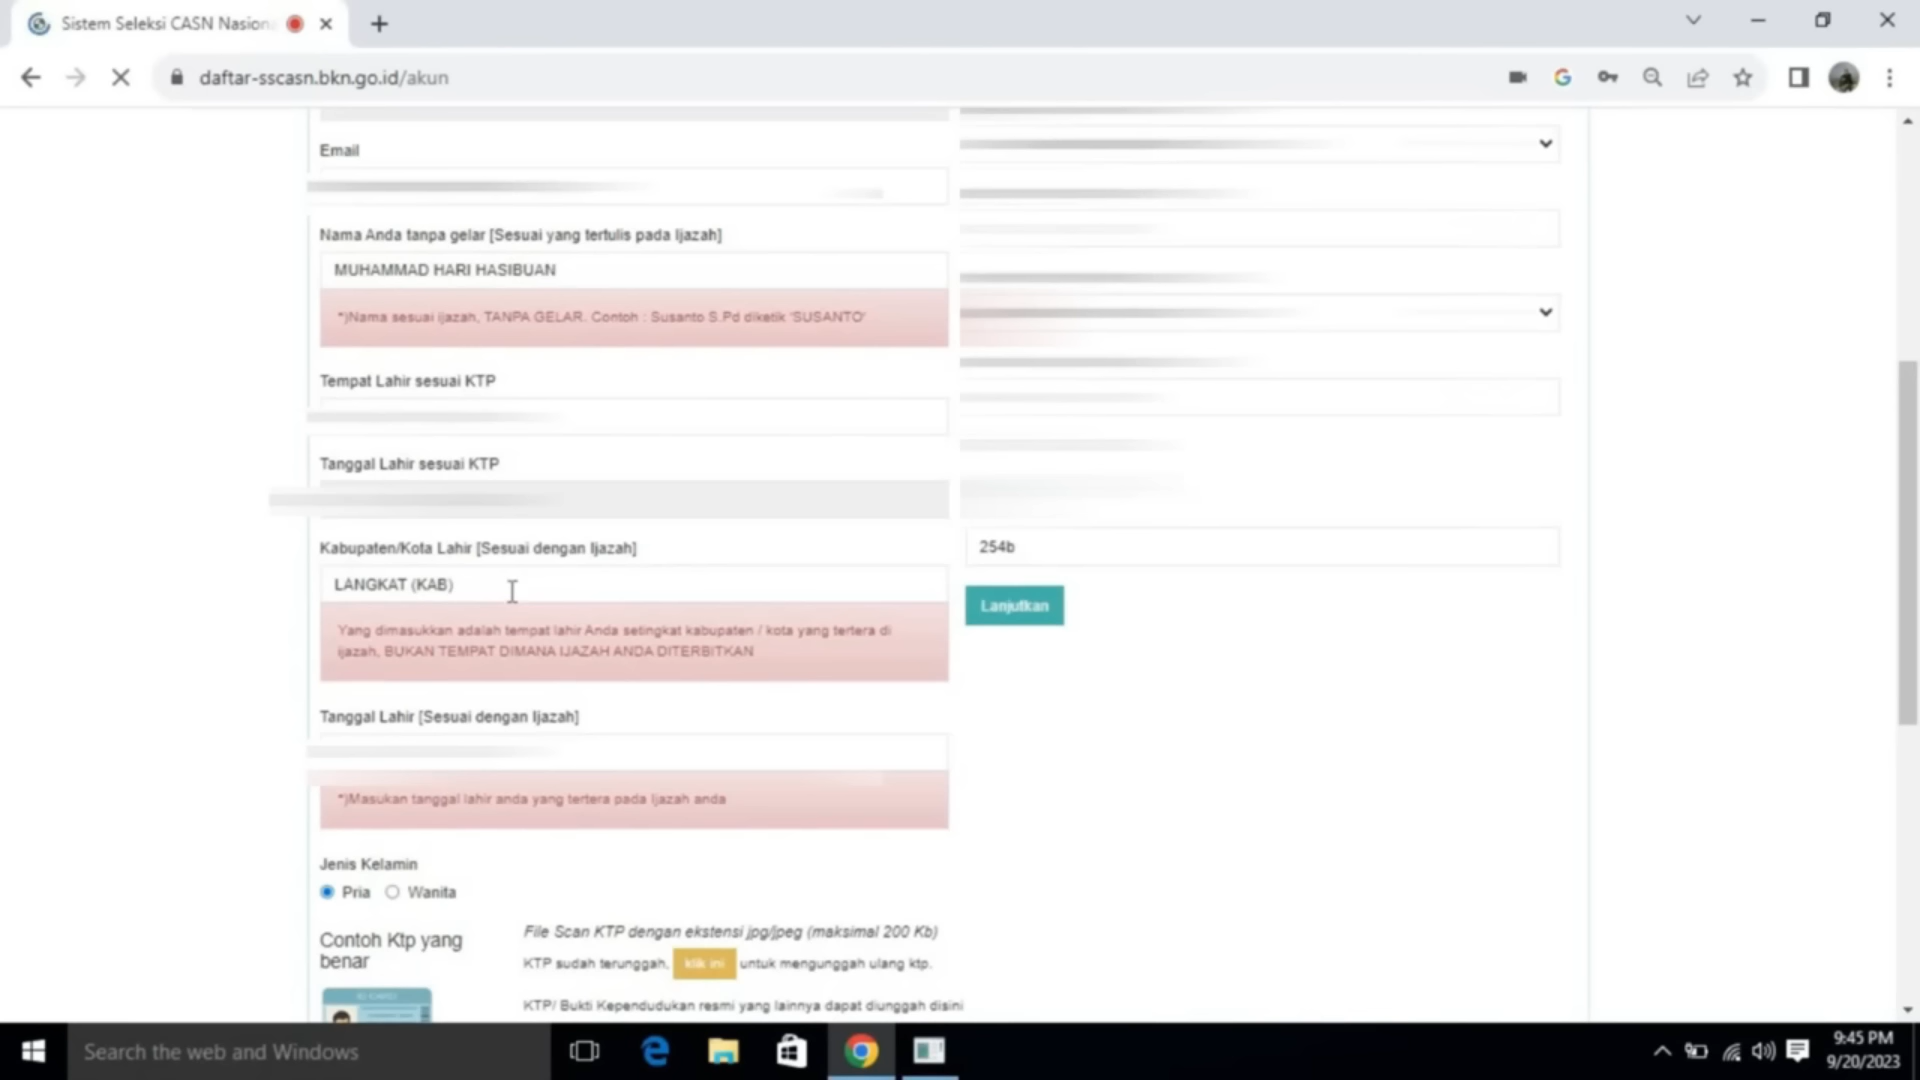 Sistem Seleksi CASN Nasion
daftar-sscasn.bkn.go.id/akun
Email
Nama Anda tanpa gelar [Sesuai yang tertulis pada Ijazah]
MUHAMMAD HARI HASIBUAN
*)Nama sesuai ijazah, TANPA GELAR. Contoh : Susanto S.Pd diketik 'SUSANTO'
Tempat Lahir sesuai KTP
Tanggal Lahir sesuai KTP
Kabupaten/Kota Lahir [Sesuai dengan Ijazah]
LANGKAT (KAB)
Yang dimasukkan adalah tempat lahir Anda setingkat kabupaten / kota yang tertera di
ijazah, BUKAN TEMPAT DIMANA IJAZAH ANDA DITERBITKAN
Tanggal Lahir [Sesuai dengan Ijazah]
*)Masukan tanggal lahir anda yang tertera pada Ijazah anda
Jenis Kelamin
Pria Wanita
Contoh Ktp yang
benar
File Scan KTP dengan ekstensi jpg/jpeg (maksimal 200 Kb)
KTP sudah terunggah, klik ini untuk mengunggah ulang ktp.
KTP/ Bukti Kependudukan resmi yang lainnya dapat diunggah disini
254b
Lanjutkan
Search the web and Windows
9:45 PM
9/20/2023